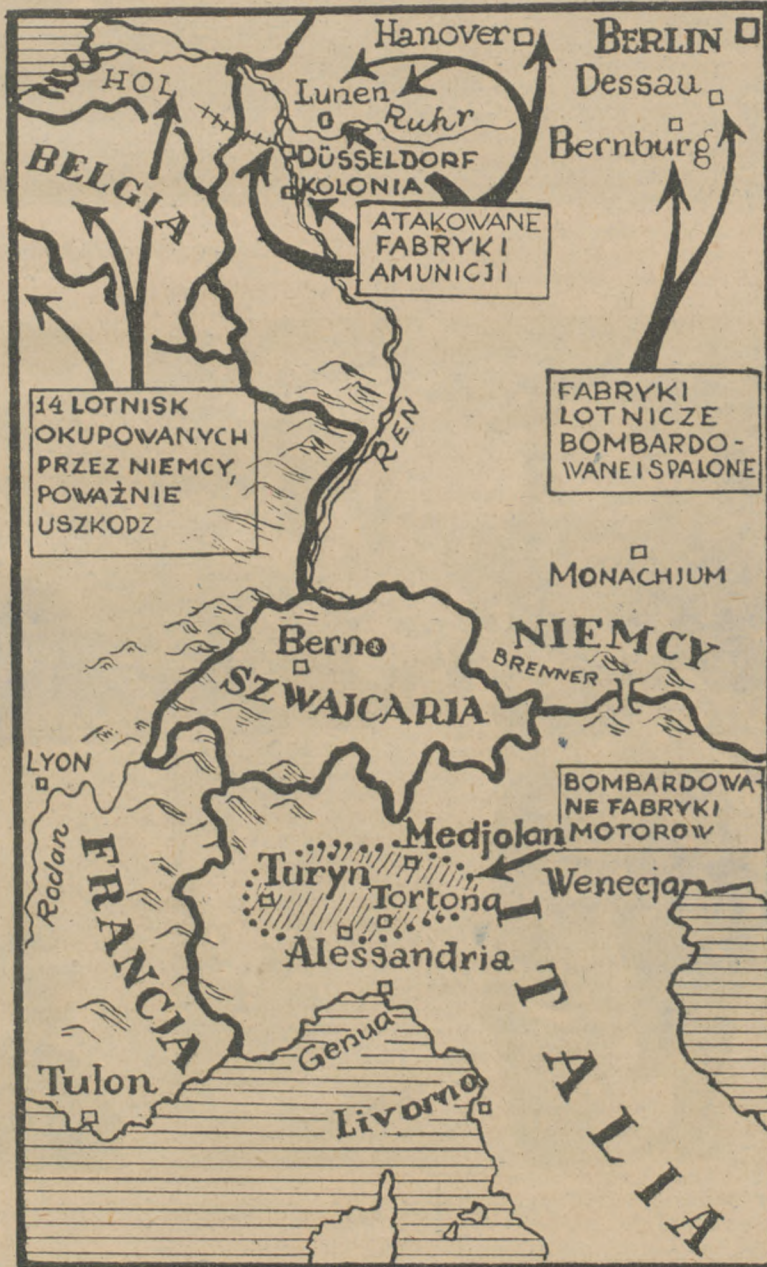 Hanover
BERLIN
HOL
Lunen
Ruhr
Dessau
Bernburg
BELGIA
DÜSSELDORF
KOLONIA
ATAKOWANE
FABRYKI
AMUNICJI
14 LOTNISK
OKUPOWANYCH
PRZEZ NIEMCY,
POWAŻNIE
USZKODZ
REN
FABRYKI
LOTNICZE
BOMBARDO-
WANE I SPALONE
MONACHJUM
Berno
SZWAJCARJA
NIEMCY
BRENNER
LYON
Rodan
FRANCJA
BOMBARDOWA-
NE FABRYKI
MOTOROW
Medjolan
Turyn
Tortona
Wenecja
Alessandria
ITALIA
Genua
Tulon
Livorno